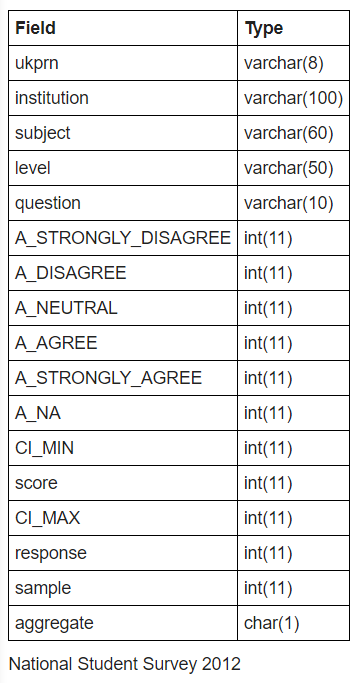 Field Type
ukprn varchar(8)
institution varchar(100)
subject varchar(60)
level varchar(50)
question varchar(10)
A_STRONGLY_DISAGREE int(11)
A_DISAGREE int(11)
A_NEUTRAL int(11)
A_AGREE int(11)
A_STRONGLY_AGREE int(11)
A_NA int(11)
CI_MIN int(11)
score int(11)
CI_MAX int(11)
response int(11)
sample int(11)
aggregate char(1)
National Student Survey 2012